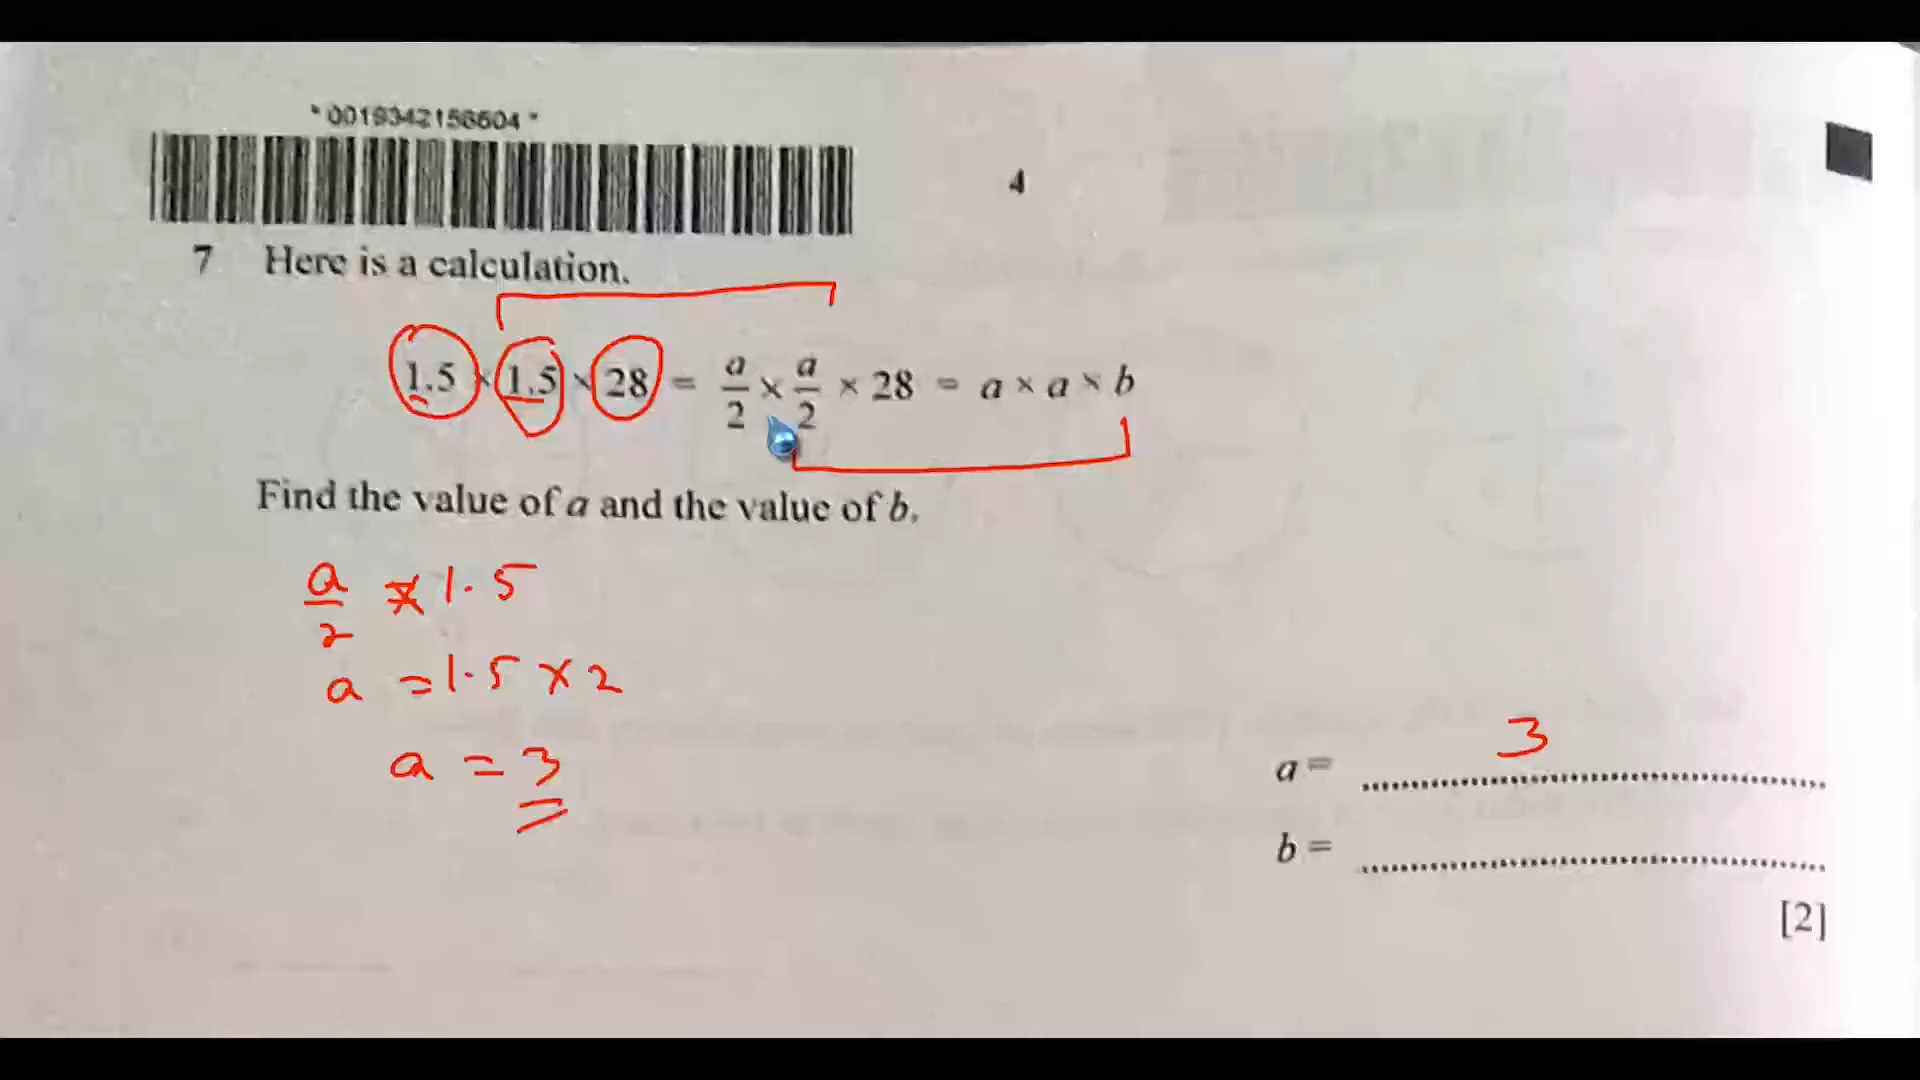 *0019342156604*
4
7 Here is a calculation.
1.5 × 1.5 × 28 = a/2 × a/2 × 28 = a × a × b
Find the value of a and the value of b.
a/2 × 1.5
a = 1.5 × 2
a = 3
a = 3
b =
[2]